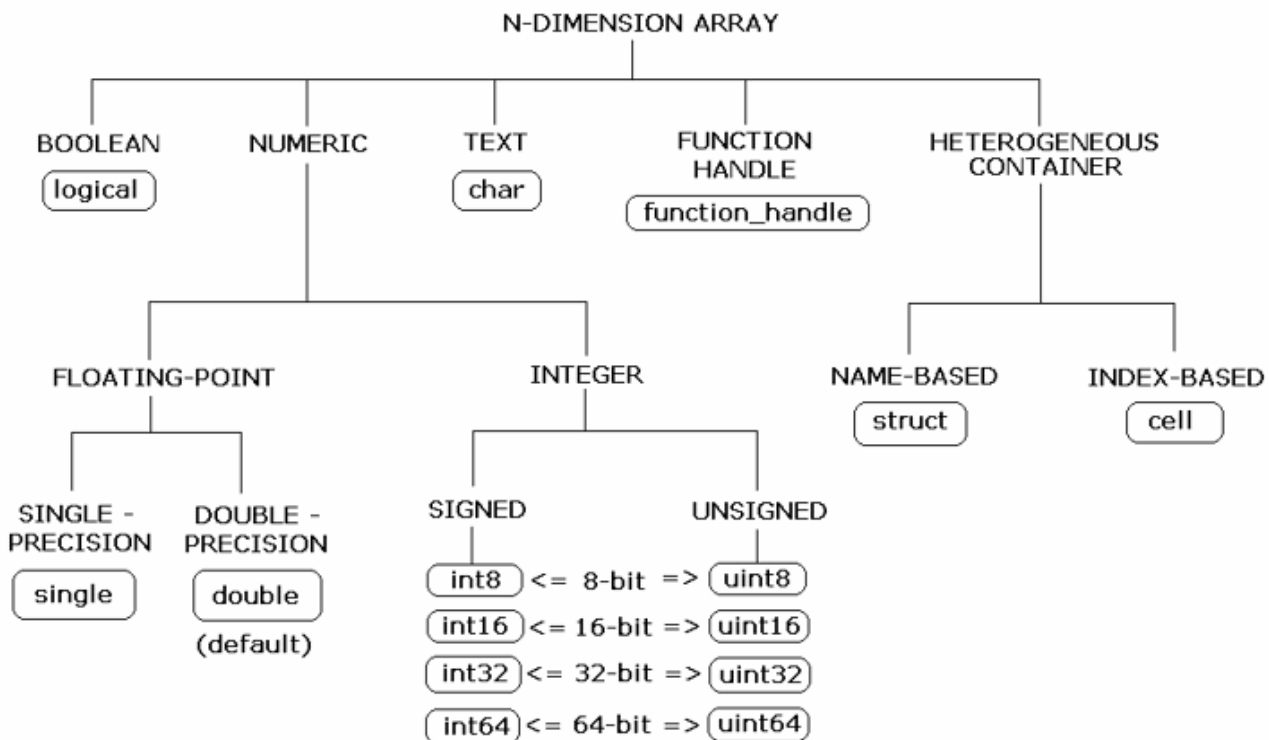 N-DIMENSION ARRAY
BOOLEAN
logical
NUMERIC
TEXT
char
FUNCTION
HANDLE
function_handle
HETEROGENEOUS
CONTAINER
FLOATING-POINT
INTEGER
NAME-BASED
struct
INDEX-BASED
cell
SINGLE -
PRECISION
single
DOUBLE -
PRECISION
double
(default)
SIGNED
UNSIGNED
int8 <= 8-bit => uint8
int16 <= 16-bit => uint16
int32 <= 32-bit => uint32
int64 <= 64-bit => uint64